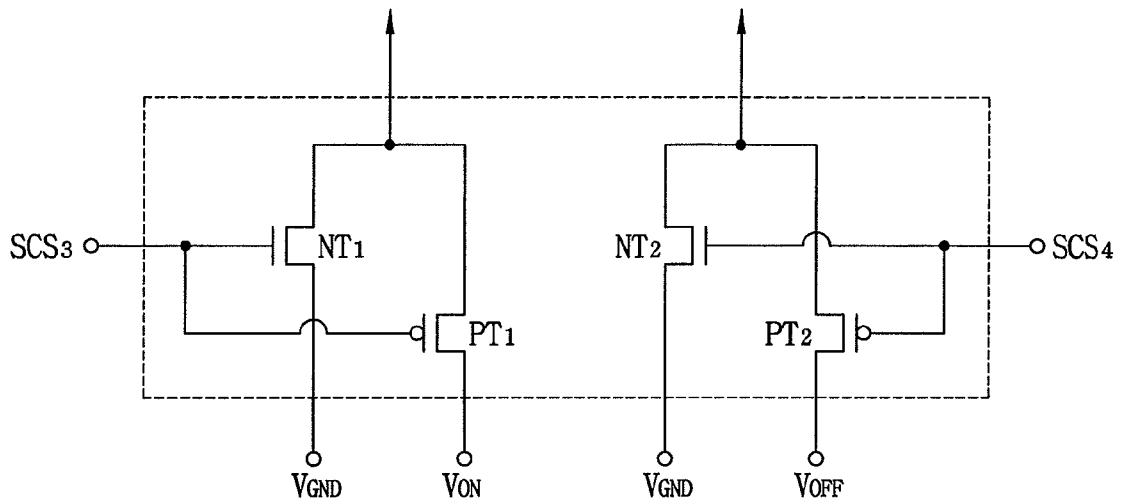 SCS3
NT1
NT2
SCS4
PT1
PT2
VGND
VON
VGND
VOFF